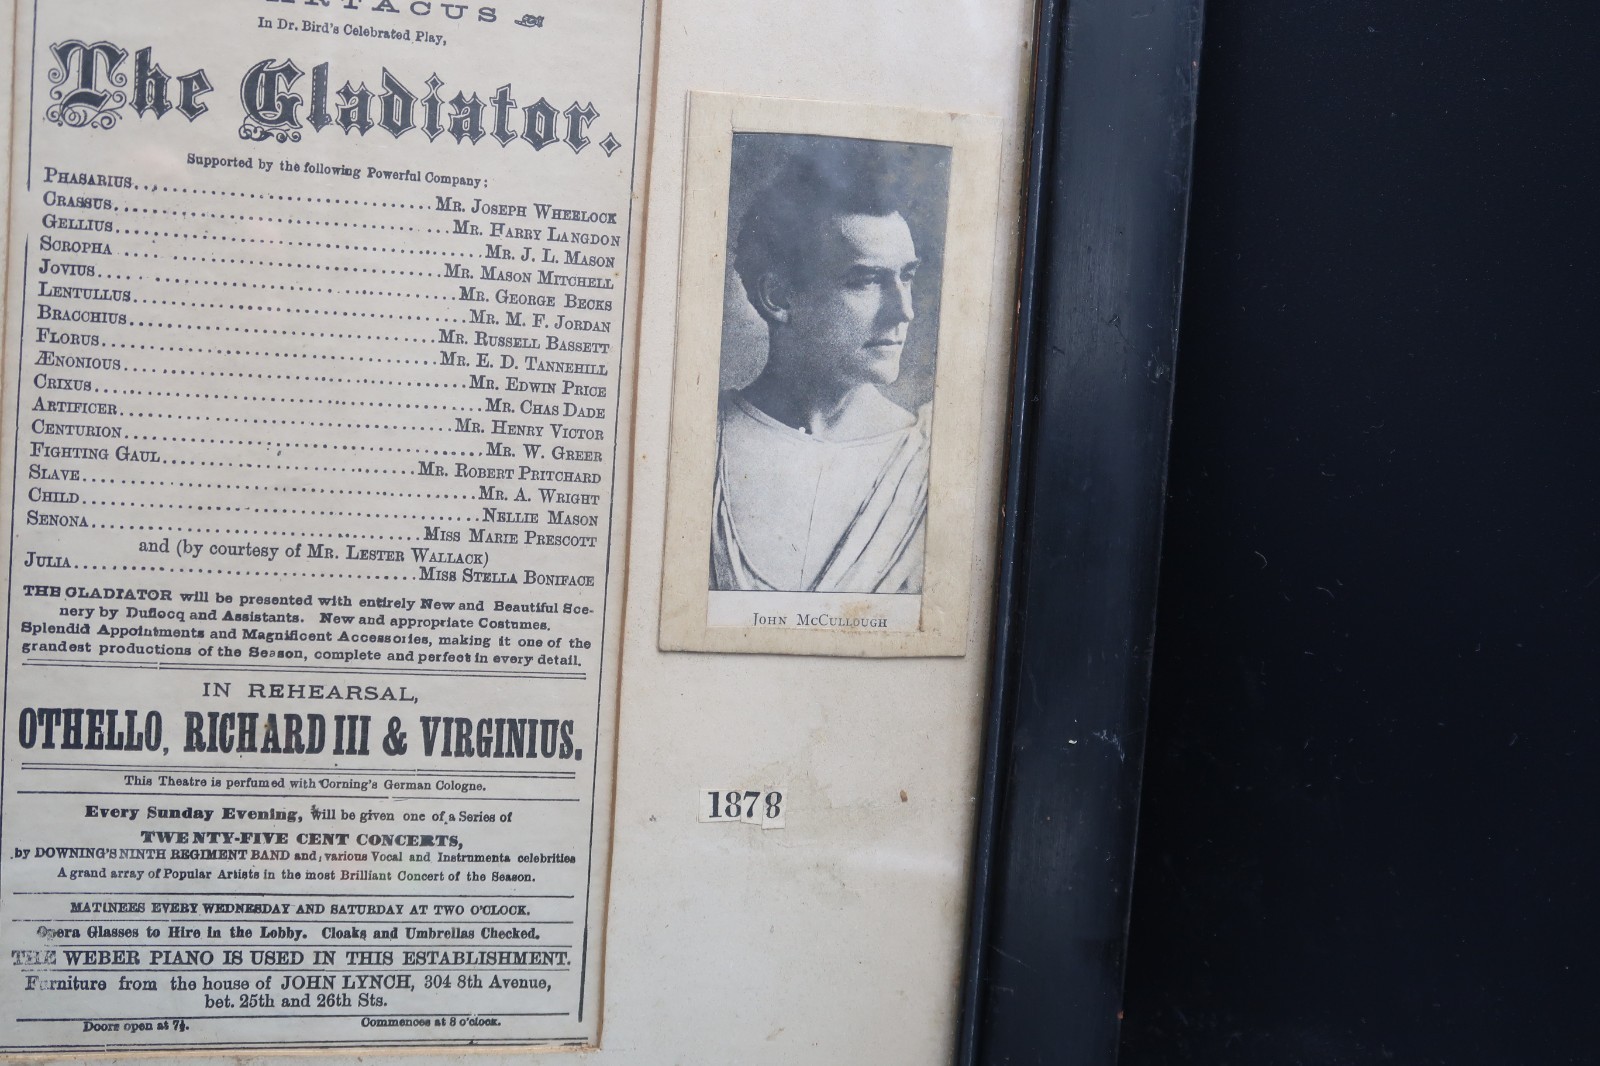 ARTACUS
In Dr. Bird's Celebrated Play,
The Gladiator.
Supported by the following Powerful Company:
PHASARIUS....MR. JOSEPH WHEELOCK
CRASSUS....MR. HARRY LANGDON
GELLIUS....MR. J. L. MASON
SCROPHA....MR. MASON MITCHELL
JOVIUS....MR. GEORGE BECKS
LENTULLUS....MR. M. F. JORDAN
BRACCHIUS....MR. RUSSELL BASSETT
FLORUS....MR. E. D. TANNEHILL
ÆNONIOUS....MR. EDWIN PRICE
CRIXUS....MR. CHAS DADE
ARTIFICER....MR. HENRY VICTOR
CENTURION....MR. W. GREER
FIGHTING GAUL....MR. ROBERT PRITCHARD
SLAVE....MR. A. WRIGHT
CHILD....NELLIE MASON
SENONA....MISS MARIE PRESCOTT
and (by courtesy of MR. LESTER WALLACK)
JULIA....MISS STELLA BONIFACE
THE GLADIATOR will be presented with entirely New and Beautiful Sce-
nery by Duflocq and Assistants. New and appropriate Costumes.
Splendid Appointments and Magnificent Accessories, making it one of the
grandest productions of the Season, complete and perfect in every detail.
IN REHEARSAL,
OTHELLO, RICHARD III & VIRGINIUS.
This Theatre is perfumed with Corning's German Cologne.
Every Sunday Evening, will be given one of a Series of
TWENTY-FIVE CENT CONCERTS,
by DOWNING'S NINTH REGIMENT BAND and, various Vocal and Instrumenta celebrities
A grand array of Popular Artists in the most Brilliant Concert of the Season.
MATINEES EVERY WEDNESDAY AND SATURDAY AT TWO O'CLOCK.
Opera Glasses to Hire in the Lobby. Cloaks and Umbrellas Checked.
THE WEBER PIANO IS USED IN THIS ESTABLISHMENT.
Furniture from the house of JOHN LYNCH, 304 8th Avenue,
bet. 25th and 26th Sts.
Doors open at 7½. Commences at 8 o'clock.
JOHN MCCULLOUGH
1878